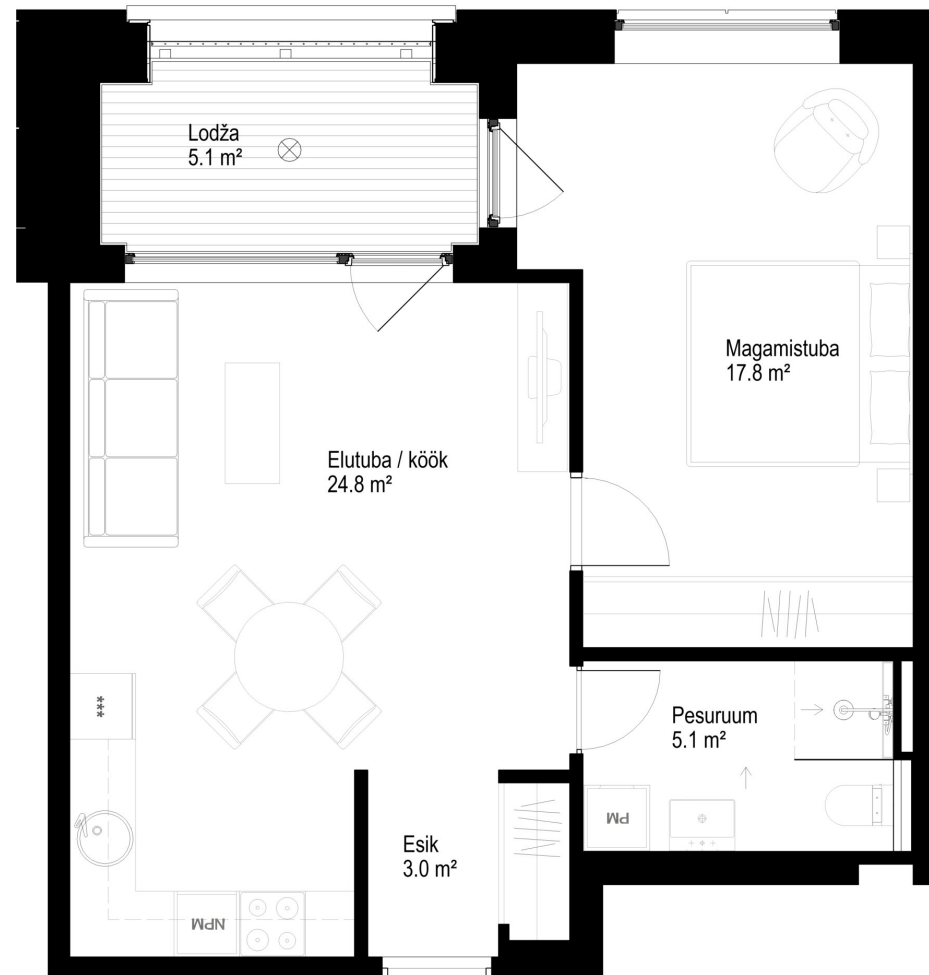 Lodža
5.1 m²
Magamistuba
17.8 m²
Elutuba / köök
24.8 m²
***
Pesuruum
5.1 m²
PM
Esik
3.0 m²
NPM